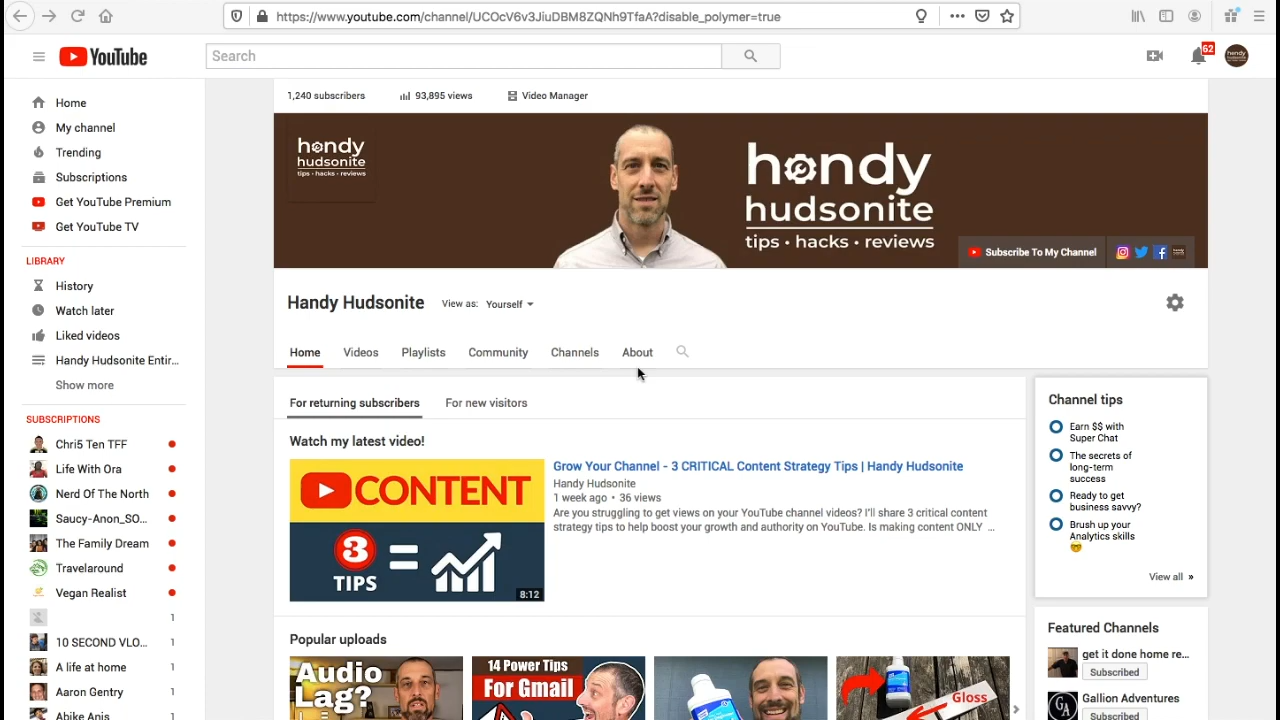 https://www.youtube.com/channel/UCOcV6v3JiuDBM8ZQNh9TfaA?disable_polymer=true
YouTube
Search
62
handy
hudsonite
Home
My channel
Trending
Subscriptions
Get YouTube Premium
Get YouTube TV
LIBRARY
History
Watch later
Liked videos
Handy Hudsonite Entir...
Show more
SUBSCRIPTIONS
Chri5 Ten TFF
Life With Ora
Nerd Of The North
Saucy-Anon_SO...
The Family Dream
Travelaround
Vegan Realist
1
10 SECOND VLO... 1
A life at home 1
Aaron Gentry 1
Abike Anis 1
1,240 subscribers 93,895 views Video Manager
handy
hudsonite
tips • hacks • reviews
handy
hudsonite
tips • hacks • reviews
Subscribe To My Channel
Handy Hudsonite View as: Yourself
Home Videos Playlists Community Channels About
For returning subscribers For new visitors
Watch my latest video!
CONTENT
3
TIPS
=
8:12
Grow Your Channel - 3 CRITICAL Content Strategy Tips | Handy Hudsonite
Handy Hudsonite
1 week ago • 36 views
Are you struggling to get views on your YouTube channel videos? I'll share 3 critical content
strategy tips to help boost your growth and authority on YouTube. Is making content ONLY ...
Popular uploads
Audio
Lag?
14 Power Tips
For Gmail
Gloss
Channel tips
Earn $$ with
Super Chat
The secrets of
long-term
success
Ready to get
business savvy?
Brush up your
Analytics skills
View all »
Featured Channels
get it done home re...
Subscribed
GA
Gallion Adventures
Subscribed